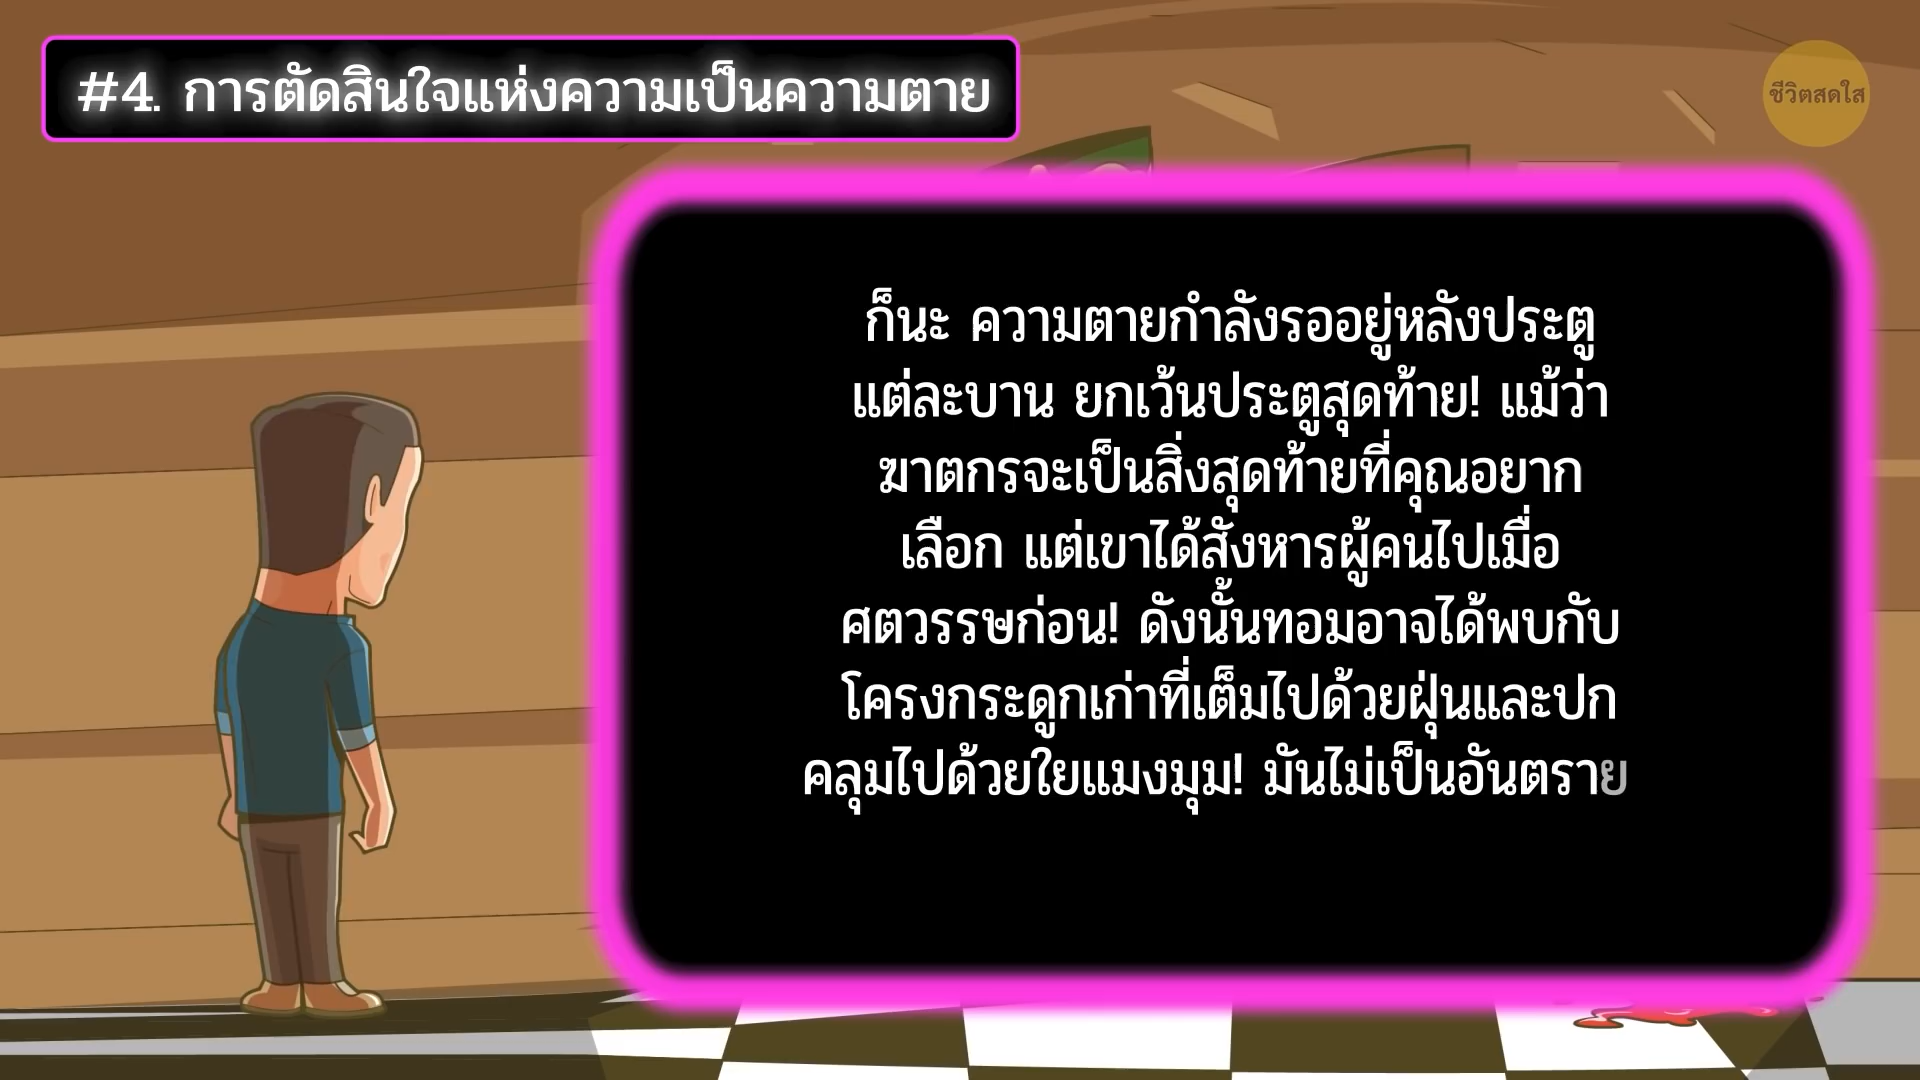 #4. การตัดสินใจแห่งความเป็นความตาย
ชีวิตสดใส
ก็นะ ความตายกำลังรออยู่หลังประตู
แต่ละบาน ยกเว้นประตูสุดท้าย! แม้ว่า
ฆาตกรจะเป็นสิ่งสุดท้ายที่คุณอยาก
เลือก แต่เขาได้สังหารผู้คนไปเมื่อ
ศตวรรษก่อน! ดังนั้นทอมอาจได้พบกับ
โครงกระดูกเก่าที่เต็มไปด้วยฝุ่นและปก
คลุมไปด้วยใยแมงมุม! มันไม่เป็นอันตราย